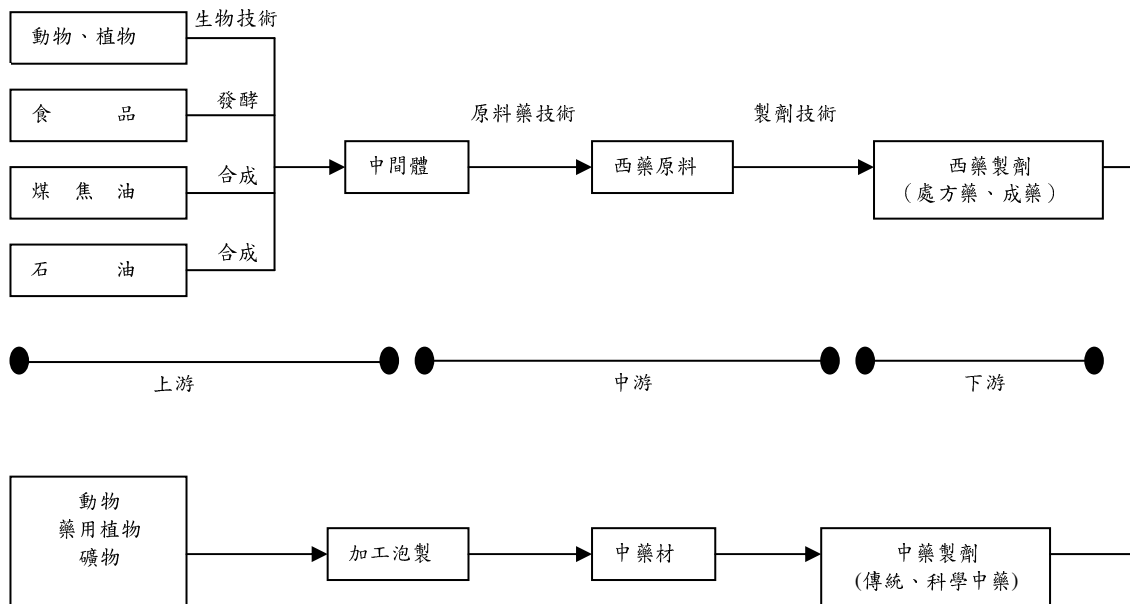 生物技術
動物、植物
發酵
食 品
原料藥技術
製劑技術
中間體
西藥原料
西藥製劑
(處方藥、成藥)
合成
煤 焦 油
合成
石 油
上游
中游
下游
動物
藥用植物
礦物
加工泡製
中藥材
中藥製劑
(傳統、科學中藥)